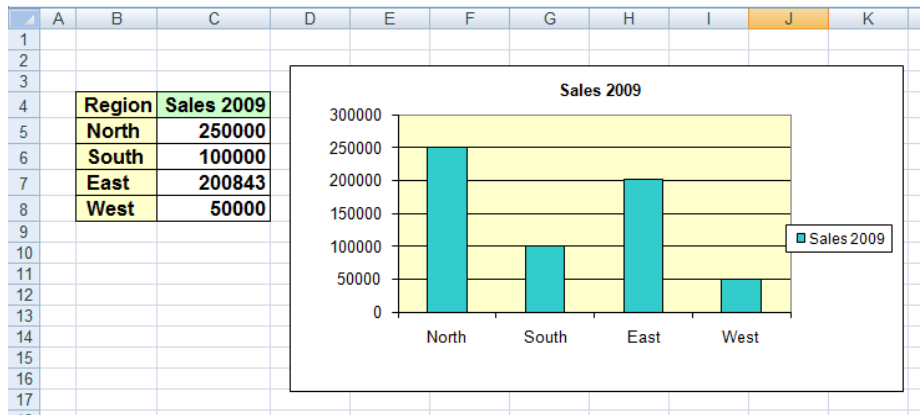 A B C D E F G H I J K
1
2
3
4 Region Sales 2009
5 North 250000
6 South 100000
7 East 200843
8 West 50000
9
10
11
12
13
14
15
16
17
Sales 2009
300000
250000
200000
150000
100000
50000
0
North South East West
Sales 2009